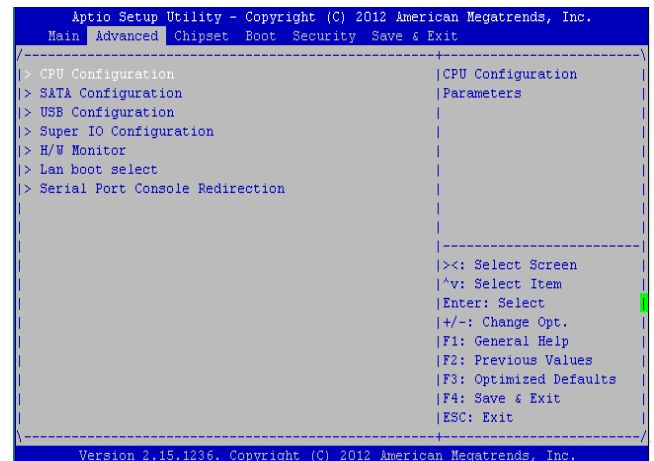 Aptio Setup Utility - Copyright (C) 2012 American Megatrends, Inc.
Main Advanced Chipset Boot Security Save & Exit
> CPU Configuration
> SATA Configuration
> USB Configuration
> Super IO Configuration
> H/W Monitor
> Lan boot select
> Serial Port Console Redirection
CPU Configuration
Parameters
><: Select Screen
^v: Select Item
Enter: Select
+/-: Change Opt.
F1: General Help
F2: Previous Values
F3: Optimized Defaults
F4: Save & Exit
ESC: Exit
Version 2.15.1236. Copyright (C) 2012 American Megatrends, Inc.